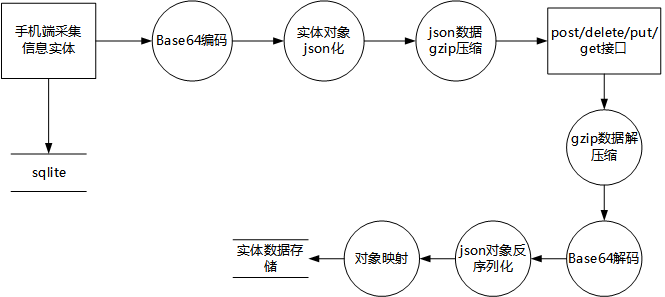 手机端采集
信息实体
Base64编码
实体对象
json化
json数据
gzip压缩
post/delete/put/
get接口
gzip数据解
压缩
sqlite
实体数据存
储
对象映射
json对象反
序列化
Base64解码